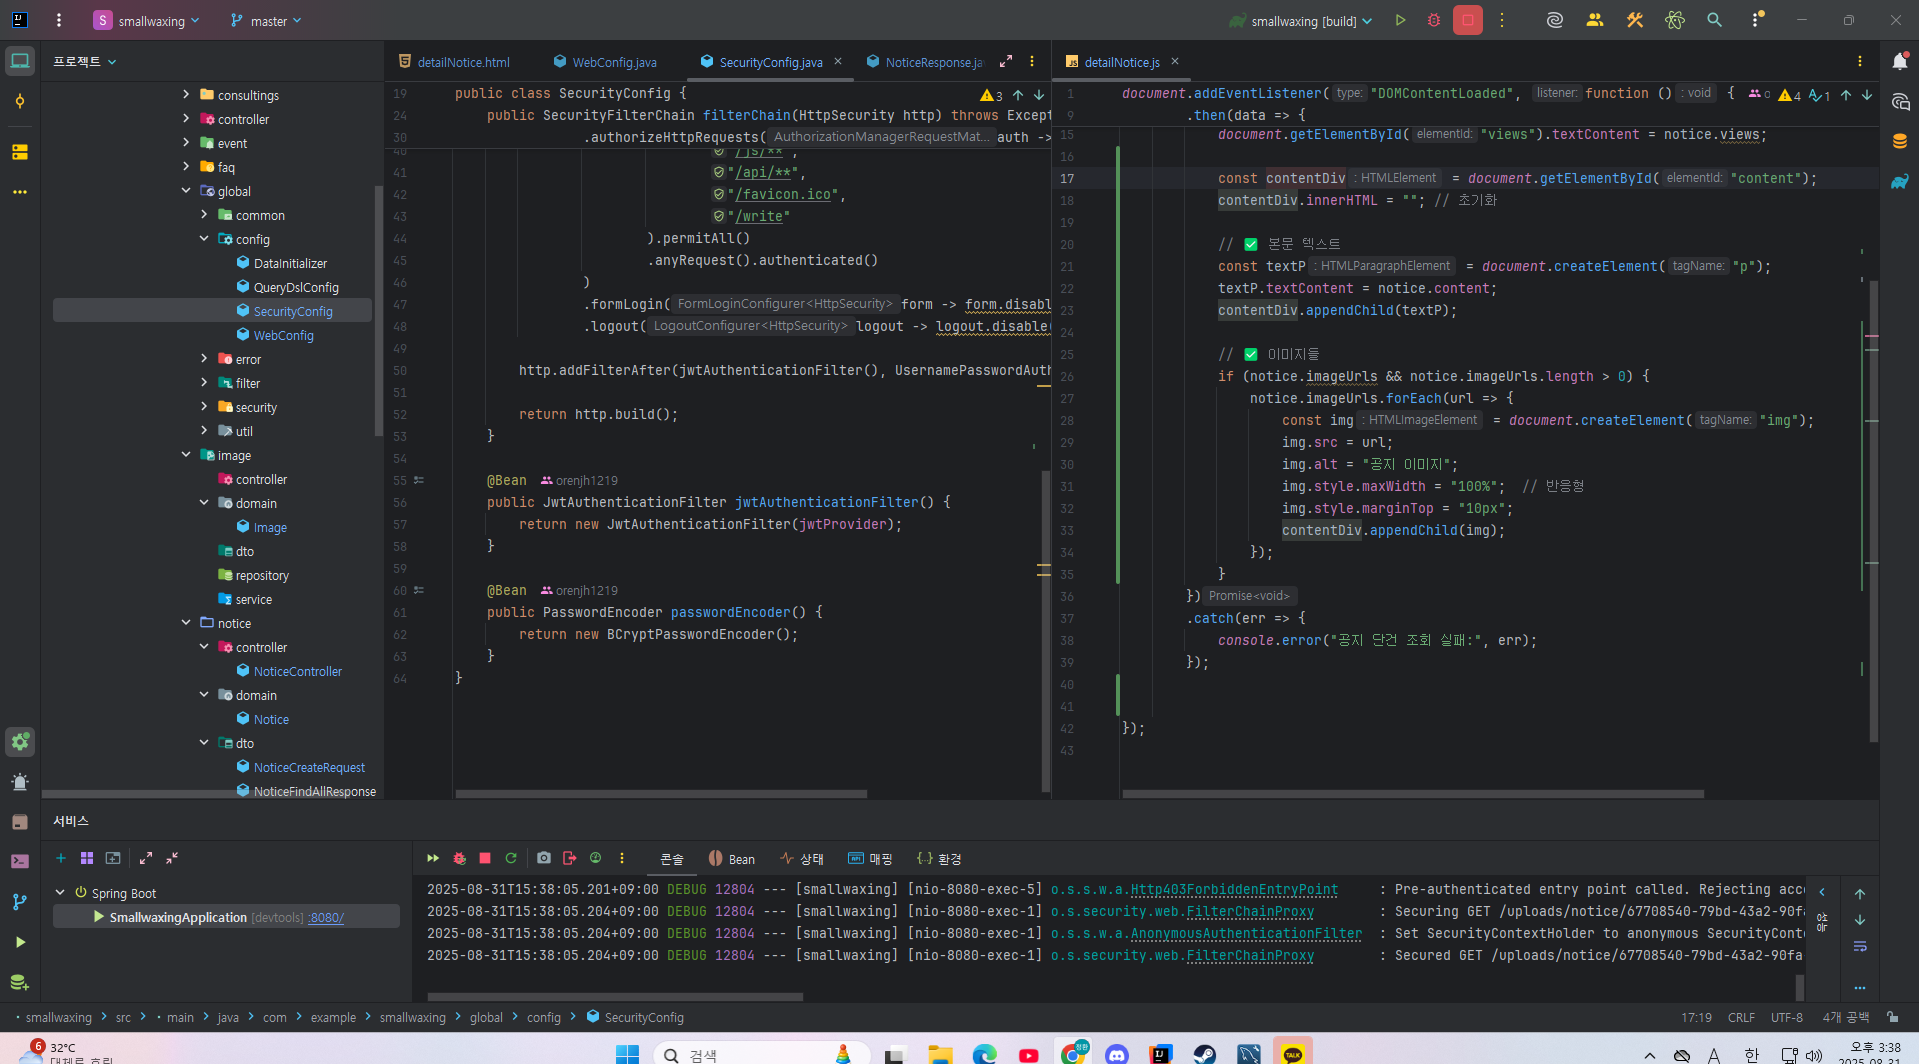 smallwaxing
master
smallwaxing [build]
프로젝트
consultings
controller
event
faq
global
common
config
DataInitializer
QueryDslConfig
SecurityConfig
WebConfig
error
filter
security
util
image
controller
domain
Image
dto
repository
service
notice
controller
NoticeController
domain
Notice
dto
NoticeCreateRequest
NoticeFindAllResponse
detailNotice.html
WebConfig.java
SecurityConfig.java
NoticeResponse.ja
3
19 public class SecurityConfig {
24 public SecurityFilterChain filterChain(HttpSecurity http) throws Except
30 .authorizeHttpRequests( AuthorizationManagerRequestMat... auth ->
40 "/js/**",
41 "/api/**",
42 "/favicon.ico",
43 "/write"
44 ).permitAll()
45 .anyRequest().authenticated()
46 )
47 .formLogin( FormLoginConfigurer<HttpSecurity> form -> form.disabl
48 .logout( LogoutConfigurer<HttpSecurity> logout -> logout.disable(
49
50 http.addFilterAfter(jwtAuthenticationFilter(), UsernamePasswordAuth
51
52 return http.build();
53 }
54
55 @Bean orenjh1219
56 public JwtAuthenticationFilter jwtAuthenticationFilter() {
57 return new JwtAuthenticationFilter(jwtProvider);
58 }
59
60 @Bean orenjh1219
61 public PasswordEncoder passwordEncoder() {
62 return new BCryptPasswordEncoder();
63 }
64 }
detailNotice.js
1 document.addEventListener( type: "DOMContentLoaded", listener: function () : void {
4 1
9 .then(data => {
15 document.getElementById( elementId: "views").textContent = notice.views;
16
17 const contentDiv : HTMLElement = document.getElementById( elementId: "content");
18 contentDiv.innerHTML = ""; // 초기화
19
20 // ✅ 본문 텍스트
21 const textP : HTMLParagraphElement = document.createElement( tagName: "p");
22 textP.textContent = notice.content;
23 contentDiv.appendChild(textP);
24
25 // ✅ 이미지들
26 if (notice.imageUrls && notice.imageUrls.length > 0) {
27 notice.imageUrls.forEach(url => {
28 const img : HTMLImageElement = document.createElement( tagName: "img");
29 img.src = url;
30 img.alt = "공지 이미지";
31 img.style.maxWidth = "100%"; // 반응형
32 img.style.marginTop = "10px";
33 contentDiv.appendChild(img);
34 });
35 }
36 }) Promise<void>
37 .catch(err => {
38 console.error("공지 단건 조회 실패:", err);
39 });
40
41
42 });
43
서비스
Spring Boot
SmallwaxingApplication [devtools] :8080/
콘솔
Bean
상태
매핑
환경
2025-08-31T15:38:05.201+09:00 DEBUG 12804 --- [smallwaxing] [nio-8080-exec-5] o.s.s.w.a.Http403ForbiddenEntryPoint : Pre-authenticated entry point called. Rejecting acc
2025-08-31T15:38:05.204+09:00 DEBUG 12804 --- [smallwaxing] [nio-8080-exec-1] o.s.security.web.FilterChainProxy : Securing GET /uploads/notice/67708540-79bd-43a2-90fa
2025-08-31T15:38:05.204+09:00 DEBUG 12804 --- [smallwaxing] [nio-8080-exec-1] o.s.s.w.a.AnonymousAuthenticationFilter : Set SecurityContextHolder to anonymous SecurityCont
2025-08-31T15:38:05.204+09:00 DEBUG 12804 --- [smallwaxing] [nio-8080-exec-1] o.s.security.web.FilterChainProxy : Secured GET /uploads/notice/67708540-79bd-43a2-90fa
smallwaxing > src > main > java > com > example > smallwaxing > global > config > SecurityConfig
17:19 CRLF UTF-8 4개 공백
6
32°C
대체로 흐림
검색
TALK
A
한
오후 3:38
2025-08-31